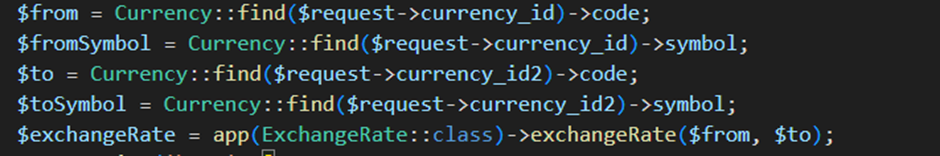 $from = Currency::find($request->currency_id)->code;
$fromSymbol = Currency::find($request->currency_id)->symbol;
$to = Currency::find($request->currency_id2)->code;
$toSymbol = Currency::find($request->currency_id2)->symbol;
$exchangeRate = app(ExchangeRate::class)->exchangeRate($from, $to);